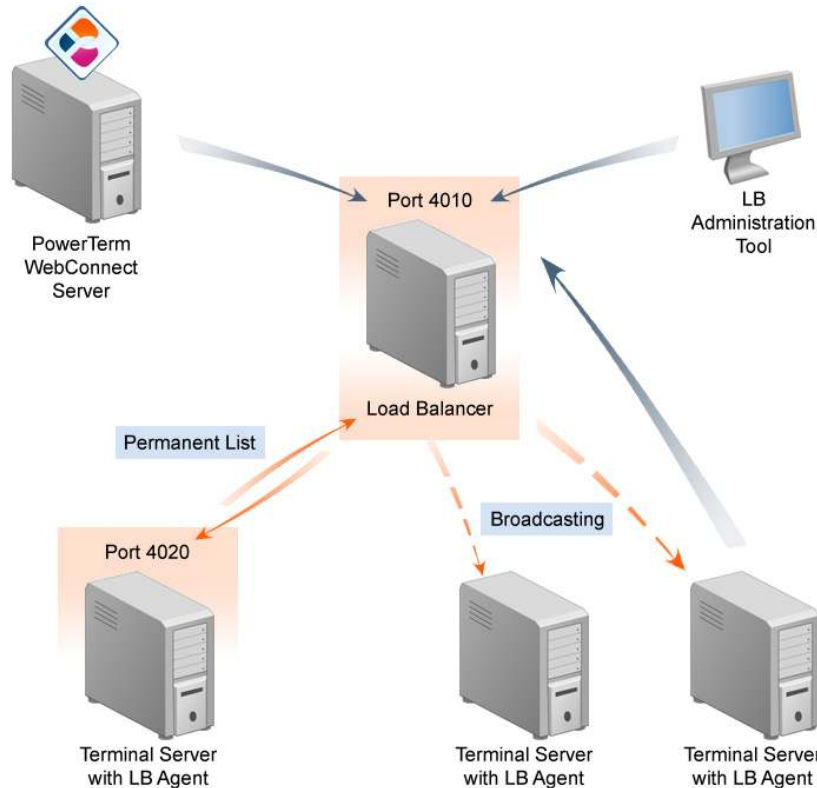 PowerTerm
WebConnect
Server
Port 4010
LB
Administration
Tool
Load Balancer
Permanent List
Broadcasting
Port 4020
Terminal Server
with LB Agent
Terminal Server
with LB Agent
Terminal Server
with LB Agent